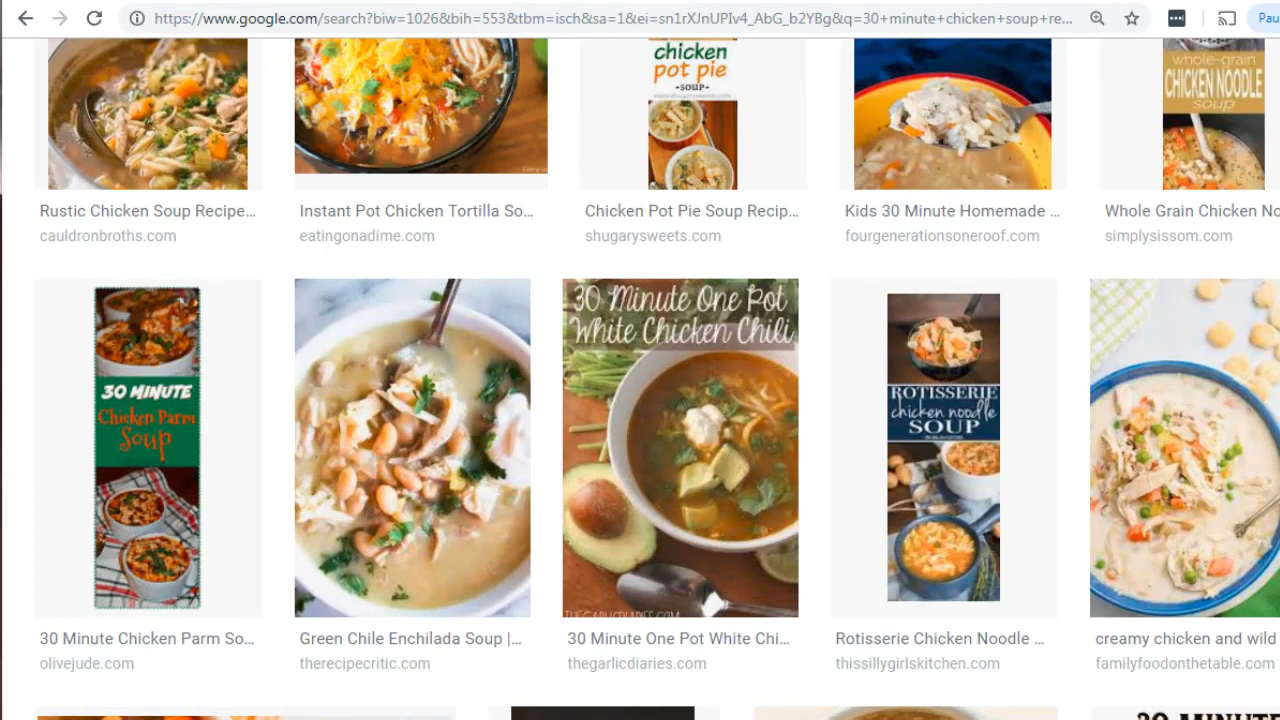 https://www.google.com/search?biw=1026&bih=553&tbm=isch&sa=1&ei=sn1rXJnUPIv4_AbG_b2YBg&q=30+minute+chicken+soup+re...
Pau
chicken
pot pie
-SOUP-
whole-grain
CHICKEN NOODLE
soup
Rustic Chicken Soup Recipe...
Instant Pot Chicken Tortilla So...
Chicken Pot Pie Soup Recip...
Kids 30 Minute Homemade ...
Whole Grain Chicken No
cauldronbroths.com
eatingonadime.com
shugarysweets.com
fourgenerationsoneroof.com
simplysissom.com
30 MINUTE
Chicken Parm
Soup
30 Minute One Pot
White Chicken Chili
THEGARLICDIARIES.COM
ROTISSERIE
chicken noodle
SOUP
30 Minute Chicken Parm So...
Green Chile Enchilada Soup |...
30 Minute One Pot White Chi...
Rotisserie Chicken Noodle ...
creamy chicken and wild
olivejude.com
therecipecritic.com
thegarlicdiaries.com
thissillygirlskitchen.com
familyfoodonthetable.com
30 MINUTE